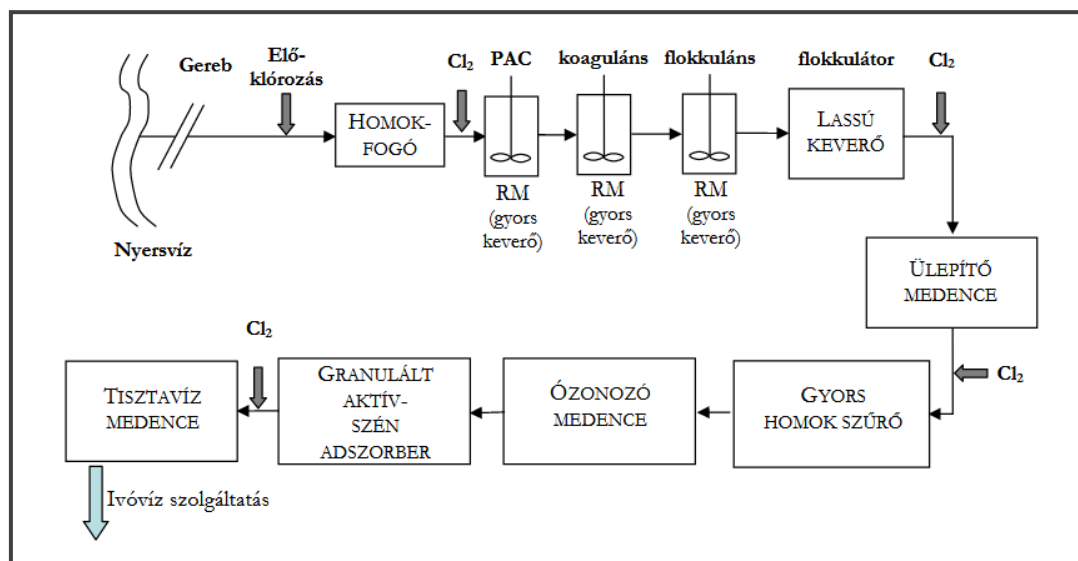 Gereb
Elő-
klórozás
Cl₂
PAC
koaguláns
flokkuláns
flokkulátor
Cl₂
HOMOK-
FOGÓ
LASSÚ
KEVERŐ
RM
(gyors
keverő)
RM
(gyors
keverő)
RM
(gyors
keverő)
Nyersvíz
ÜLEPÍTŐ
MEDENCE
Cl₂
Cl₂
TISZTAVÍZ
MEDENCE
GRANULÁLT
AKTÍV-
SZÉN
ADSZORBER
ÓZONOZÓ
MEDENCE
GYORS
HOMOK SZŰRŐ
Ivóvíz szolgáltatás